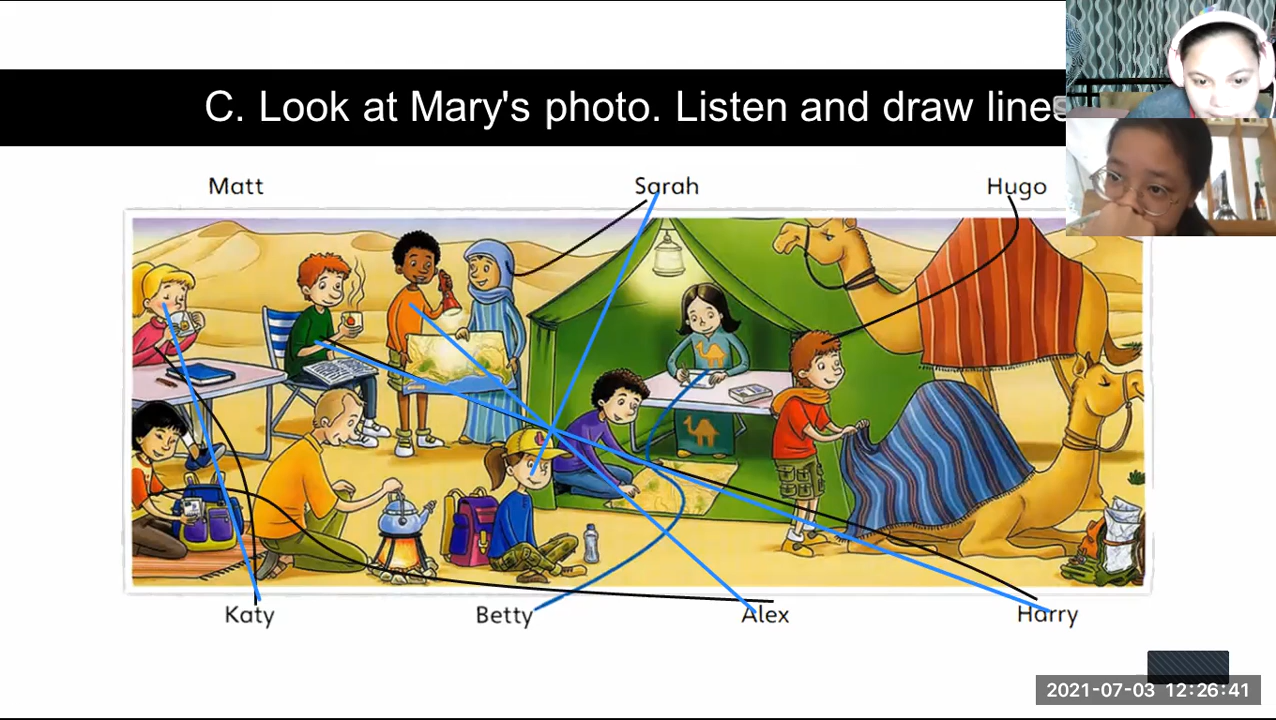 C. Look at Mary's photo. Listen and draw lines
Matt
Sarah
Hugo
Katy
Betty
Alex
Harry
2021-07-03 12:26:41